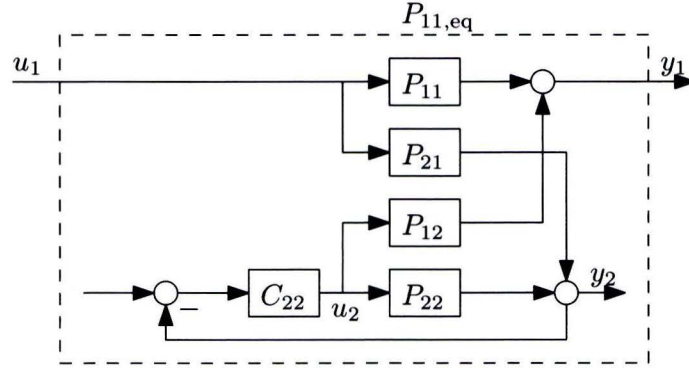 P₁₁,eq
u₁ P₁₁ y₁
P₂₁
P₁₂
y₂
− C₂₂ u₂ P₂₂